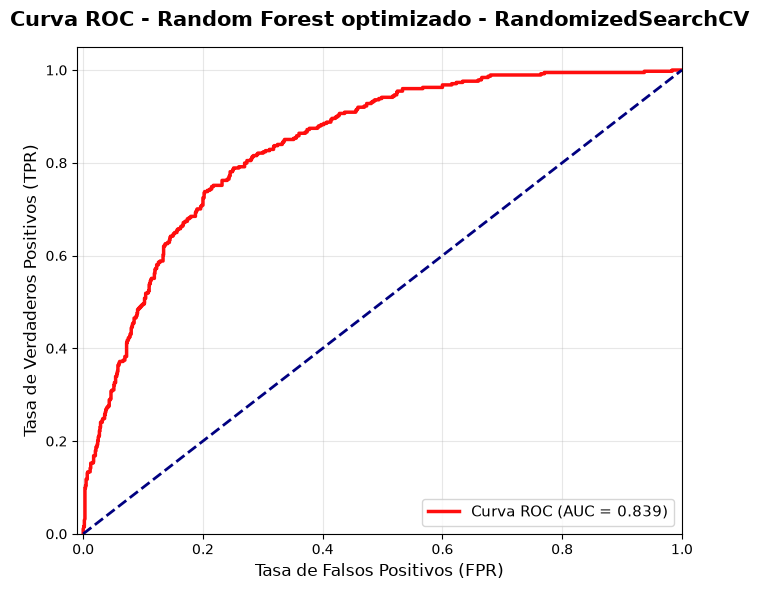 Curva ROC - Random Forest optimizado - RandomizedSearchCV
Tasa de Verdaderos Positivos (TPR)
1.0
0.8
0.6
0.4
0.2
0.0
Curva ROC (AUC = 0.839)
0.0 0.2 0.4 0.6 0.8 1.0
Tasa de Falsos Positivos (FPR)